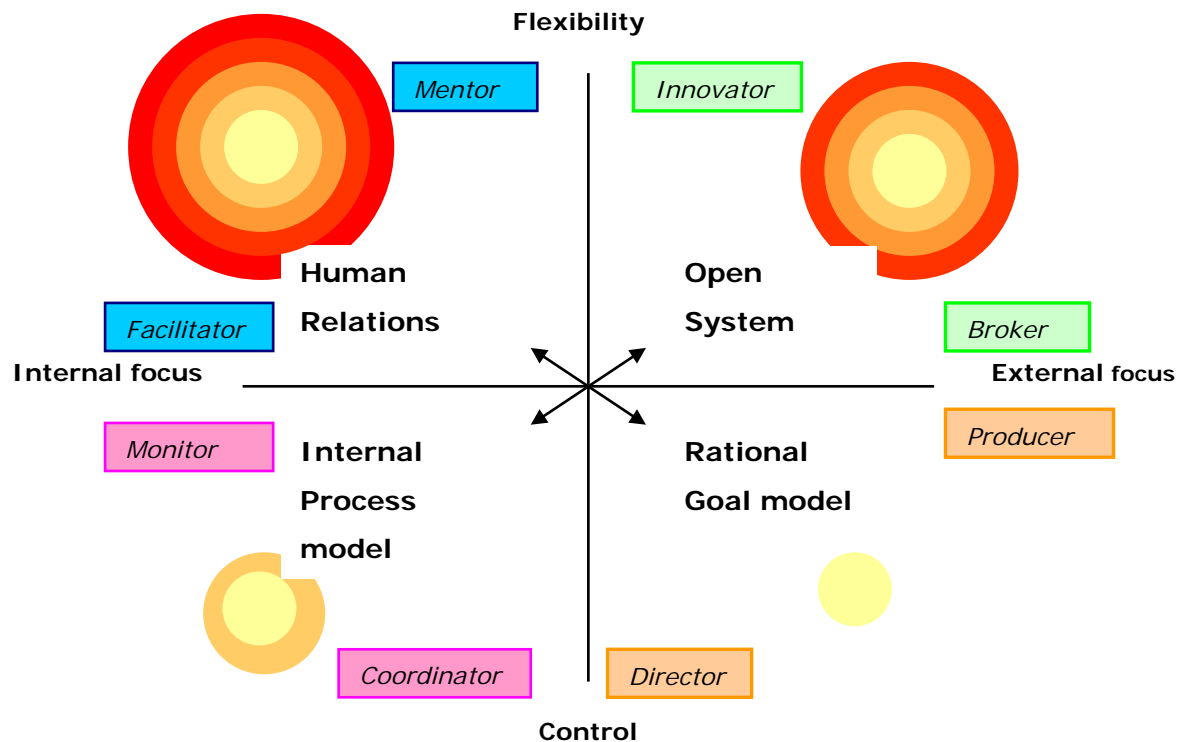 Flexibility
Mentor
Innovator
Human
Relations
Open
System
Facilitator
Broker
Internal focus
External focus
Monitor
Producer
Internal
Process
model
Rational
Goal model
Coordinator
Director
Control